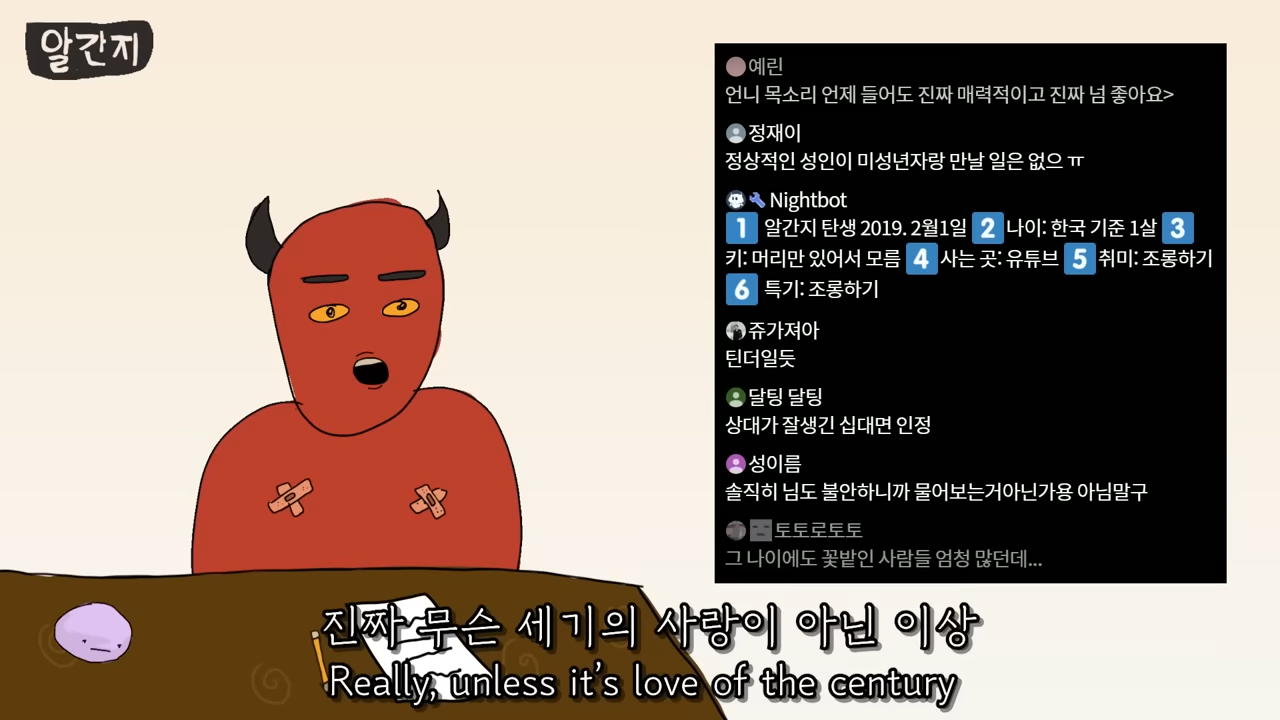 알간지
예린
언니 목소리 언제 들어도 진짜 매력적이고 진짜 넘 좋아요>
정재이
정상적인 성인이 미성년자랑 만날 일은 없으 ㅠ
Nightbot
1 알간지 탄생 2019. 2월1일 2 나이: 한국 기준 1살 3
키: 머리만 있어서 모름 4 사는 곳: 유튜브 5 취미: 조롱하기
6 특기: 조롱하기
쥬가져아
틴더일듯
달팅 달팅
상대가 잘생긴 십대면 인정
성이름
솔직히 님도 불안하니까 물어보는거아닌가용 아님말구
토토로토토
그 나이에도 꽃밭인 사람들 엄청 많던데...
진짜 무슨 세기의 사랑이 아닌 이상
Really, unless it's love of the century